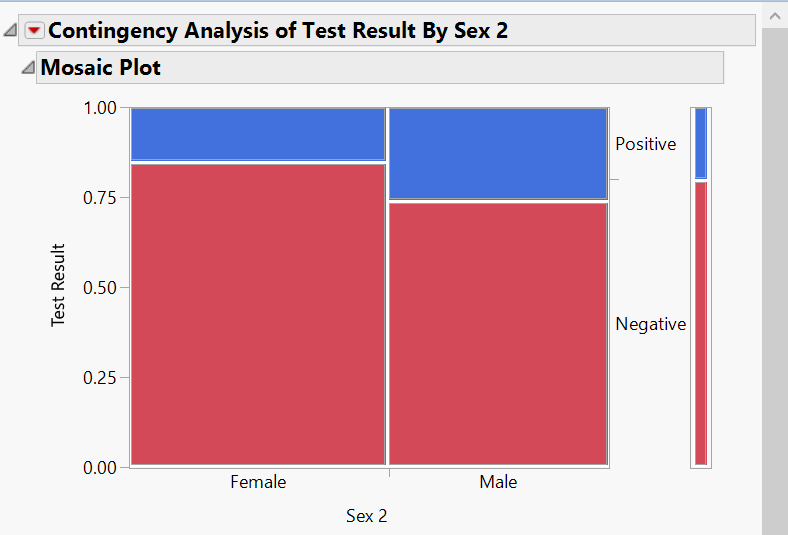 Contingency Analysis of Test Result By Sex 2
Mosaic Plot
1.00
0.75
0.50
0.25
0.00
Test Result
Positive
Negative
Female Male
Sex 2